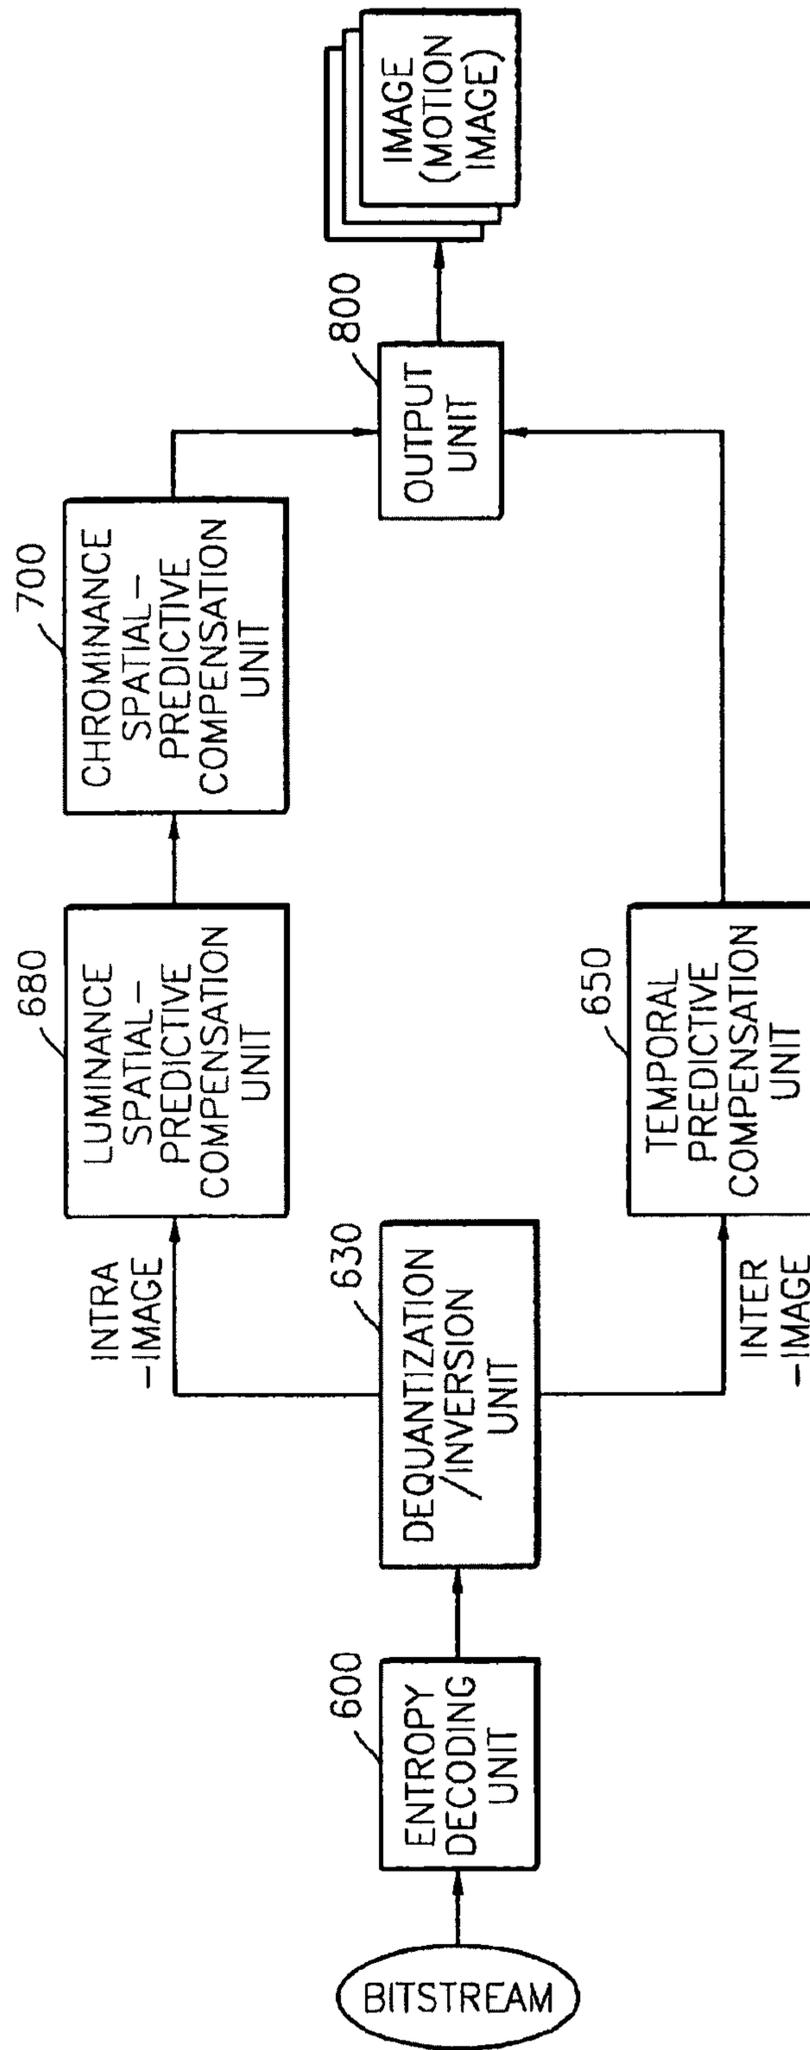 BITSTREAM
600
ENTROPY
DECODING
UNIT
630
DEQUANTIZATION
/INVERSION
UNIT
INTRA
-IMAGE
INTER
-IMAGE
680
LUMINANCE
SPATIAL-
PREDICTIVE
COMPENSATION
UNIT
650
TEMPORAL
PREDICTIVE
COMPENSATION
UNIT
700
CHROMINANCE
SPATIAL-
PREDICTIVE
COMPENSATION
UNIT
800
OUTPUT
UNIT
IMAGE
(MOTION
IMAGE)